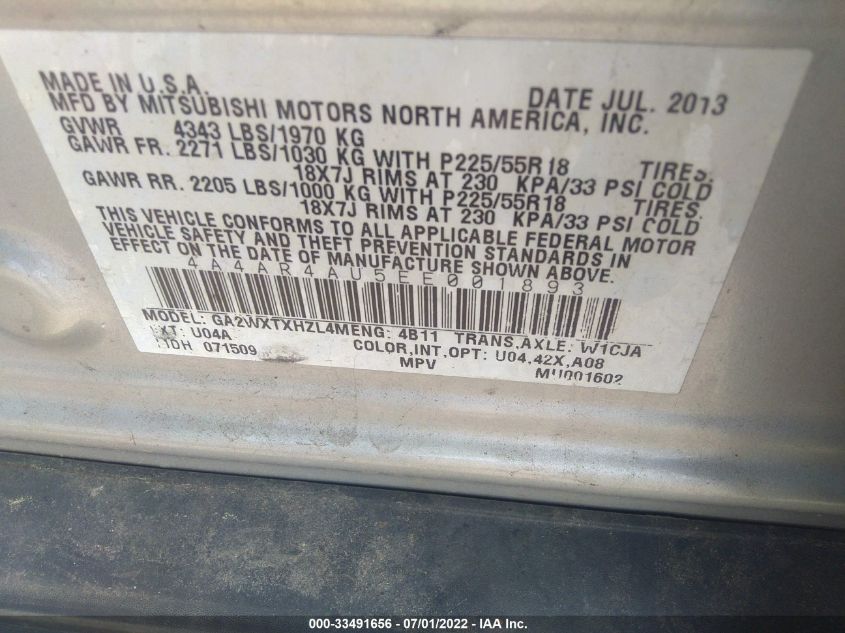 MADE IN U.S.A. DATE JUL. 2013
MFD BY MITSUBISHI MOTORS NORTH AMERICA, INC.
GVWR 4343 LBS/1970 KG
GAWR FR. 2271 LBS/1030 KG WITH P225/55R18 TIRES.
18X7J RIMS AT 230 KPA/33 PSI COLD
GAWR RR. 2205 LBS/1000 KG WITH P225/55R18 TIRES.
18X7J RIMS AT 230 KPA/33 PSI COLD
THIS VEHICLE CONFORMS TO ALL APPLICABLE FEDERAL MOTOR
VEHICLE SAFETY AND THEFT PREVENTION STANDARDS IN
EFFECT ON THE DATE OF MANUFACTURE SHOWN ABOVE.
4A4AR4AU5EE001893
MODEL: GA2WXTXHZL4M ENG: 4B11 TRANS.AXLE: W1CJA
EXT: U04A COLOR,INT,OPT: U04,42X,A08
071509 MPV MU001602
000-33491656 - 07/01/2022 - IAA Inc.